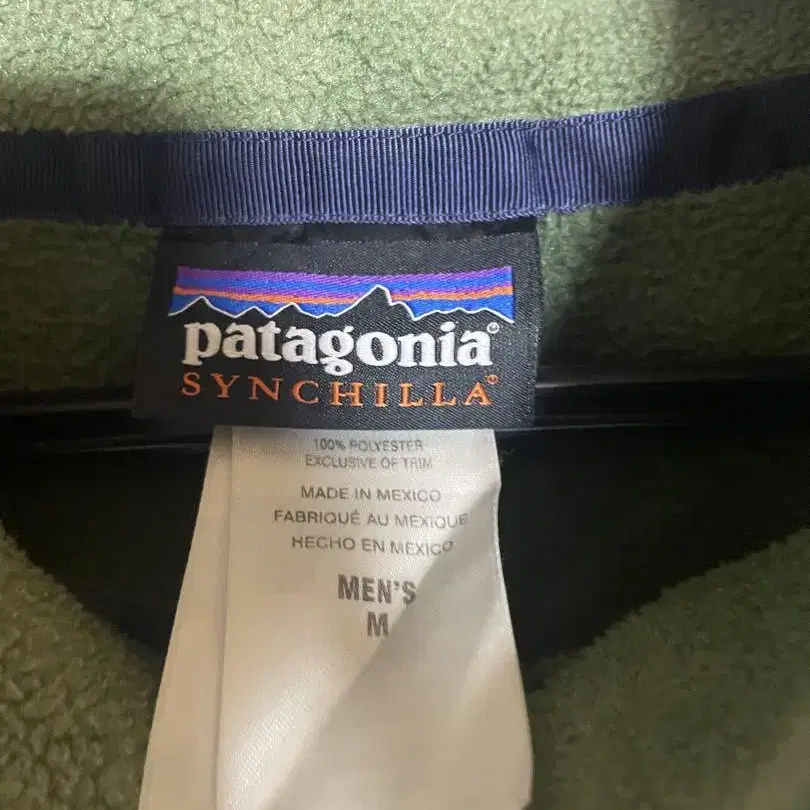 patagonia®
SYNCHILLA®
100% POLYESTER
EXCLUSIVE OF TRIM
MADE IN MEXICO
FABRIQUÉ AU MEXIQUE
HECHO EN MEXICO
MEN'S
M